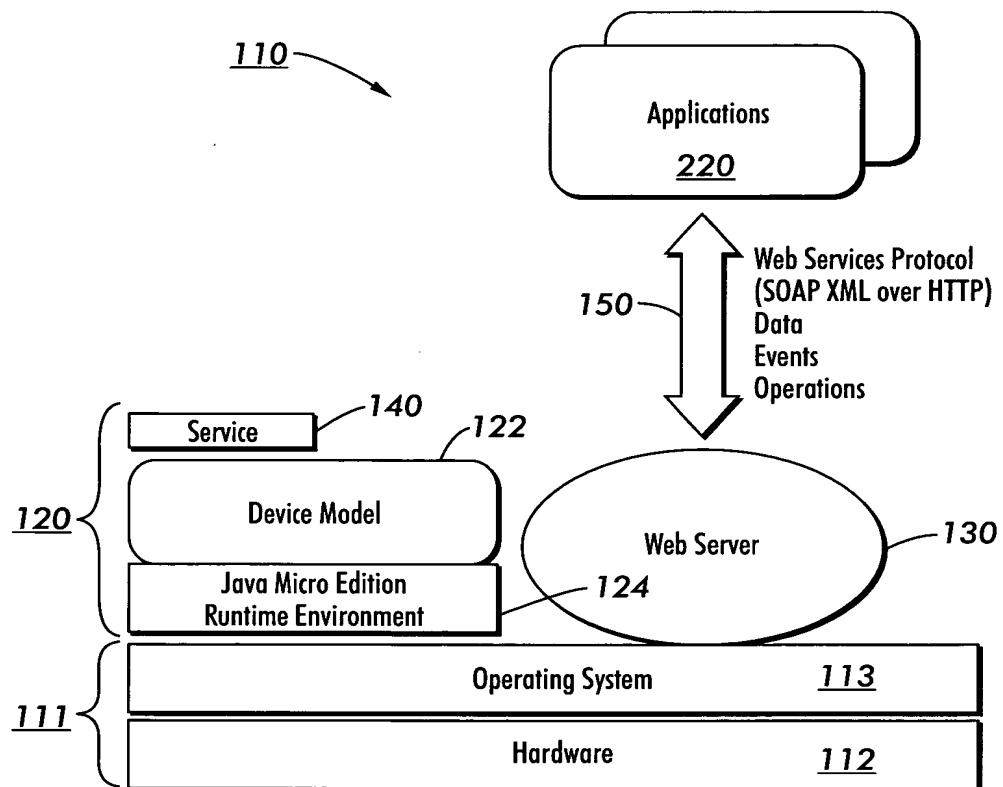 110
Applications
220
150
Web Services Protocol
(SOAP XML over HTTP)
Data
Events
Operations
140
Service
122
120
Device Model
Web Server
130
Java Micro Edition
Runtime Environment
124
111
Operating System
113
Hardware
112